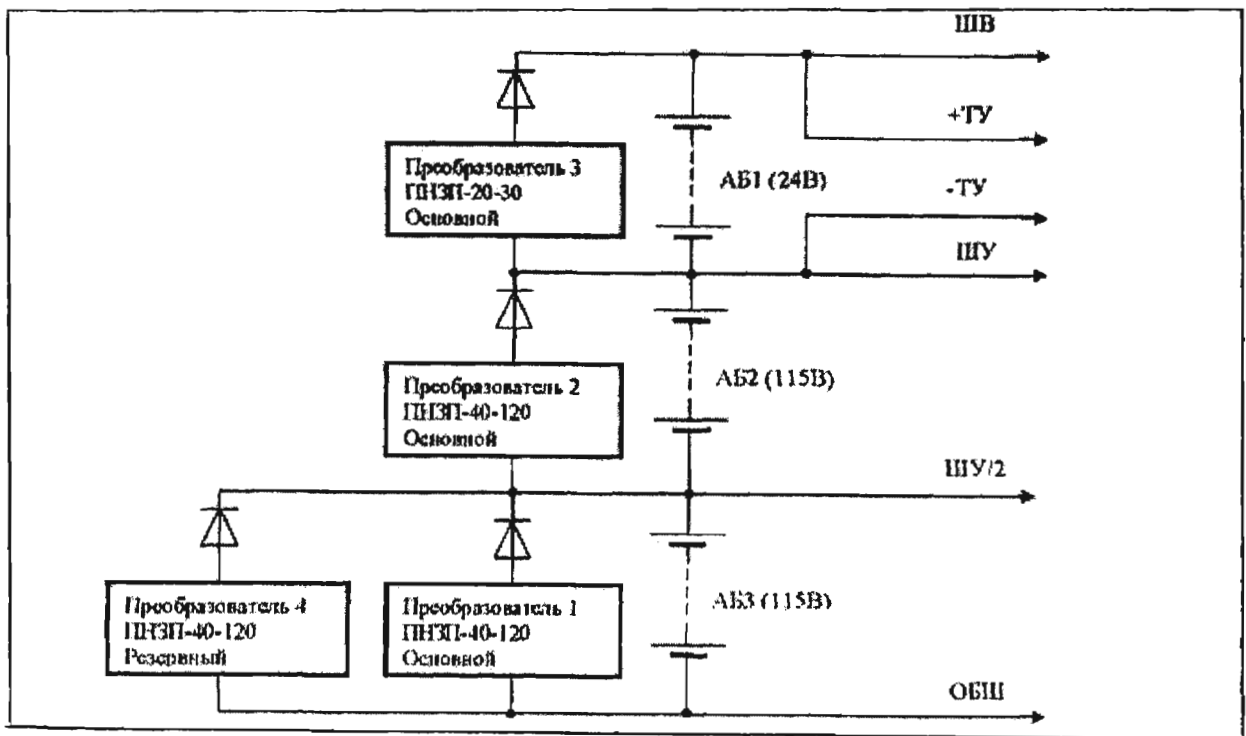 ШВ
+ТУ
Преобразователь 3
ПНЗП-20-30
Основной
АБ1 (24В)
-ТУ
ШУ
Преобразователь 2
ПНЗП-40-120
Основной
АБ2 (115В)
ШУ/2
Преобразователь 4
ПНЗП-40-120
Резервный
Преобразователь 1
ПНЗП-40-120
Основной
АБ3 (115В)
ОБШ